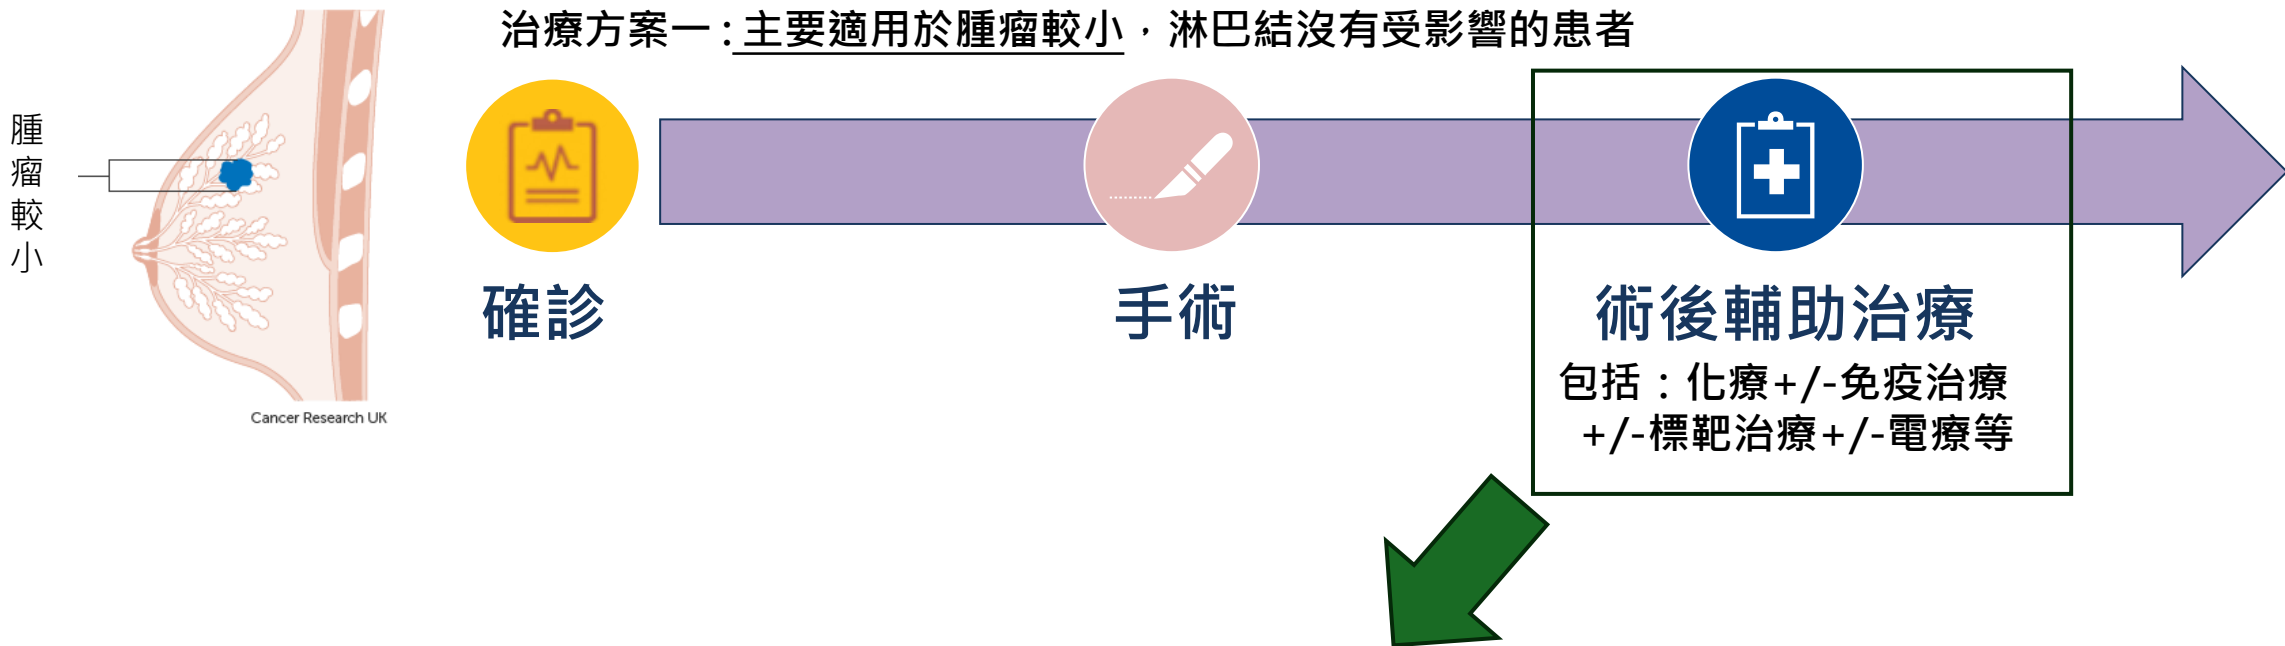 治療方案一：主要適用於腫瘤較小，淋巴結沒有受影響的患者
腫瘤較小
Cancer Research UK
確診
手術
術後輔助治療
包括：化療+/-免疫治療
+/-標靶治療+/-電療等